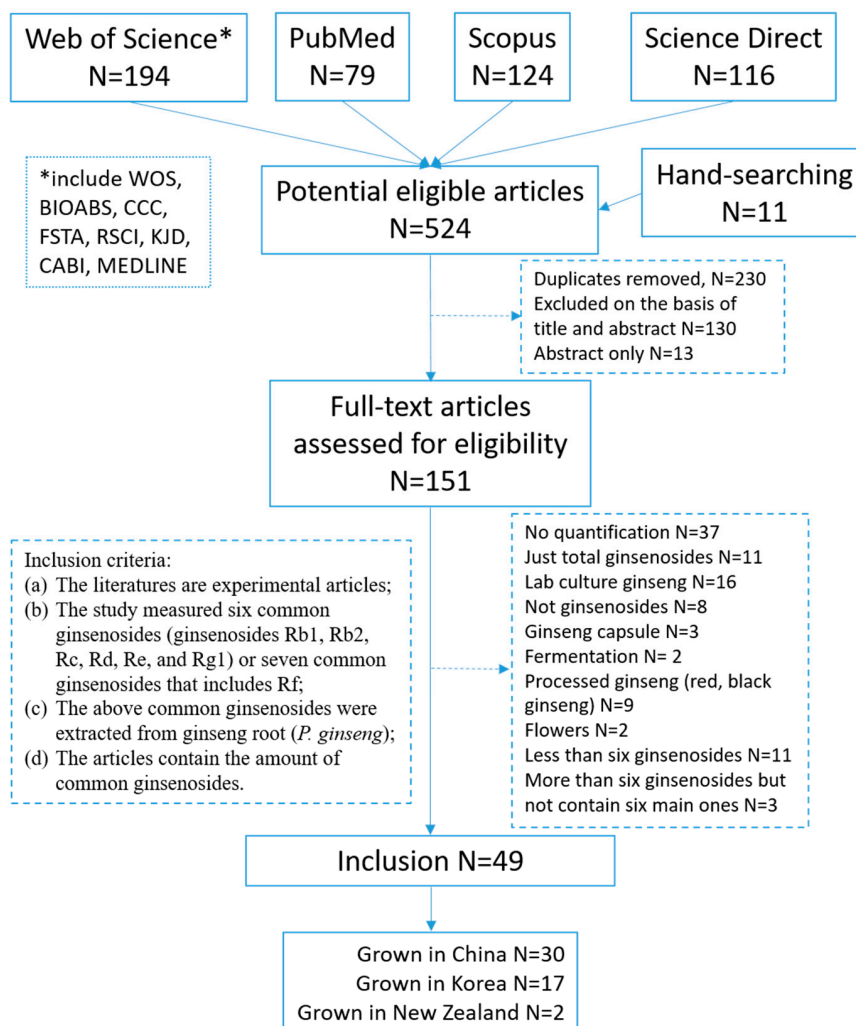 Web of Science*
N=194
PubMed
N=79
Scopus
N=124
Science Direct
N=116
*include WOS,
BIOABS, CCC,
FSTA, RSCI, KJD,
CABI, MEDLINE
Potential eligible articles
N=524
Hand-searching
N=11
Duplicates removed, N=230
Excluded on the basis of
title and abstract N=130
Abstract only N=13
Full-text articles
assessed for eligibility
N=151
Inclusion criteria:
(a) The literatures are experimental articles;
(b) The study measured six common
ginsenosides (ginsenosides Rb1, Rb2,
Rc, Rd, Re, and Rg1) or seven common
ginsenosides that includes Rf;
(c) The above common ginsenosides were
extracted from ginseng root (P. ginseng);
(d) The articles contain the amount of
common ginsenosides.
No quantification N=37
Just total ginsenosides N=11
Lab culture ginseng N=16
Not ginsenosides N=8
Ginseng capsule N=3
Fermentation N= 2
Processed ginseng (red, black
ginseng) N=9
Flowers N=2
Less than six ginsenosides N=11
More than six ginsenosides but
not contain six main ones N=3
Inclusion N=49
Grown in China N=30
Grown in Korea N=17
Grown in New Zealand N=2